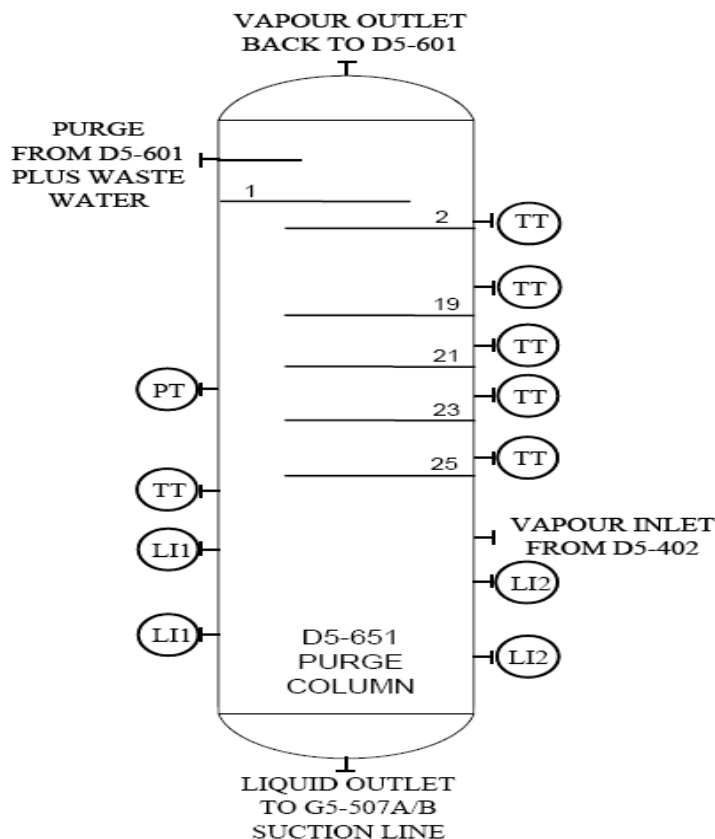 VAPOUR OUTLET
BACK TO D5-601
PURGE
FROM D5-601
PLUS WASTE
WATER
1
2
TT
TT
19
TT
21
PT
TT
23
TT
25
TT
LI1
VAPOUR INLET
FROM D5-402
LI2
LI1
D5-651
PURGE
COLUMN
LI2
LIQUID OUTLET
TO G5-507A/B
SUCTION LINE